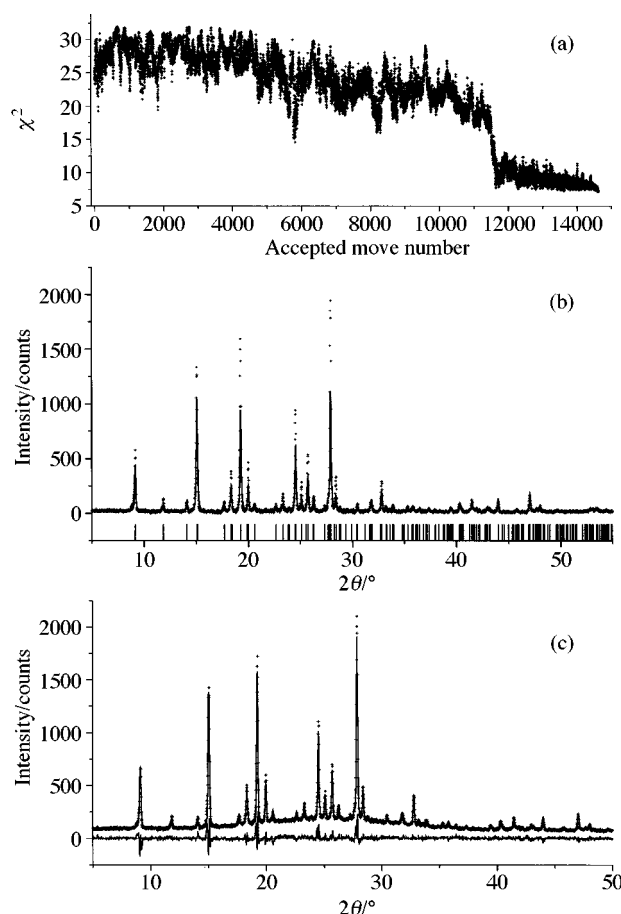 (a)
30
25
20
15
10
5
χ²
0 2000 4000 6000 8000 10000 12000 14000
Accepted move number
(b)
2000
1500
1000
500
0
Intensity/counts
10 20 30 40 50
2θ/°
(c)
2000
1500
1000
500
0
Intensity/counts
10 20 30 40 50
2θ/°